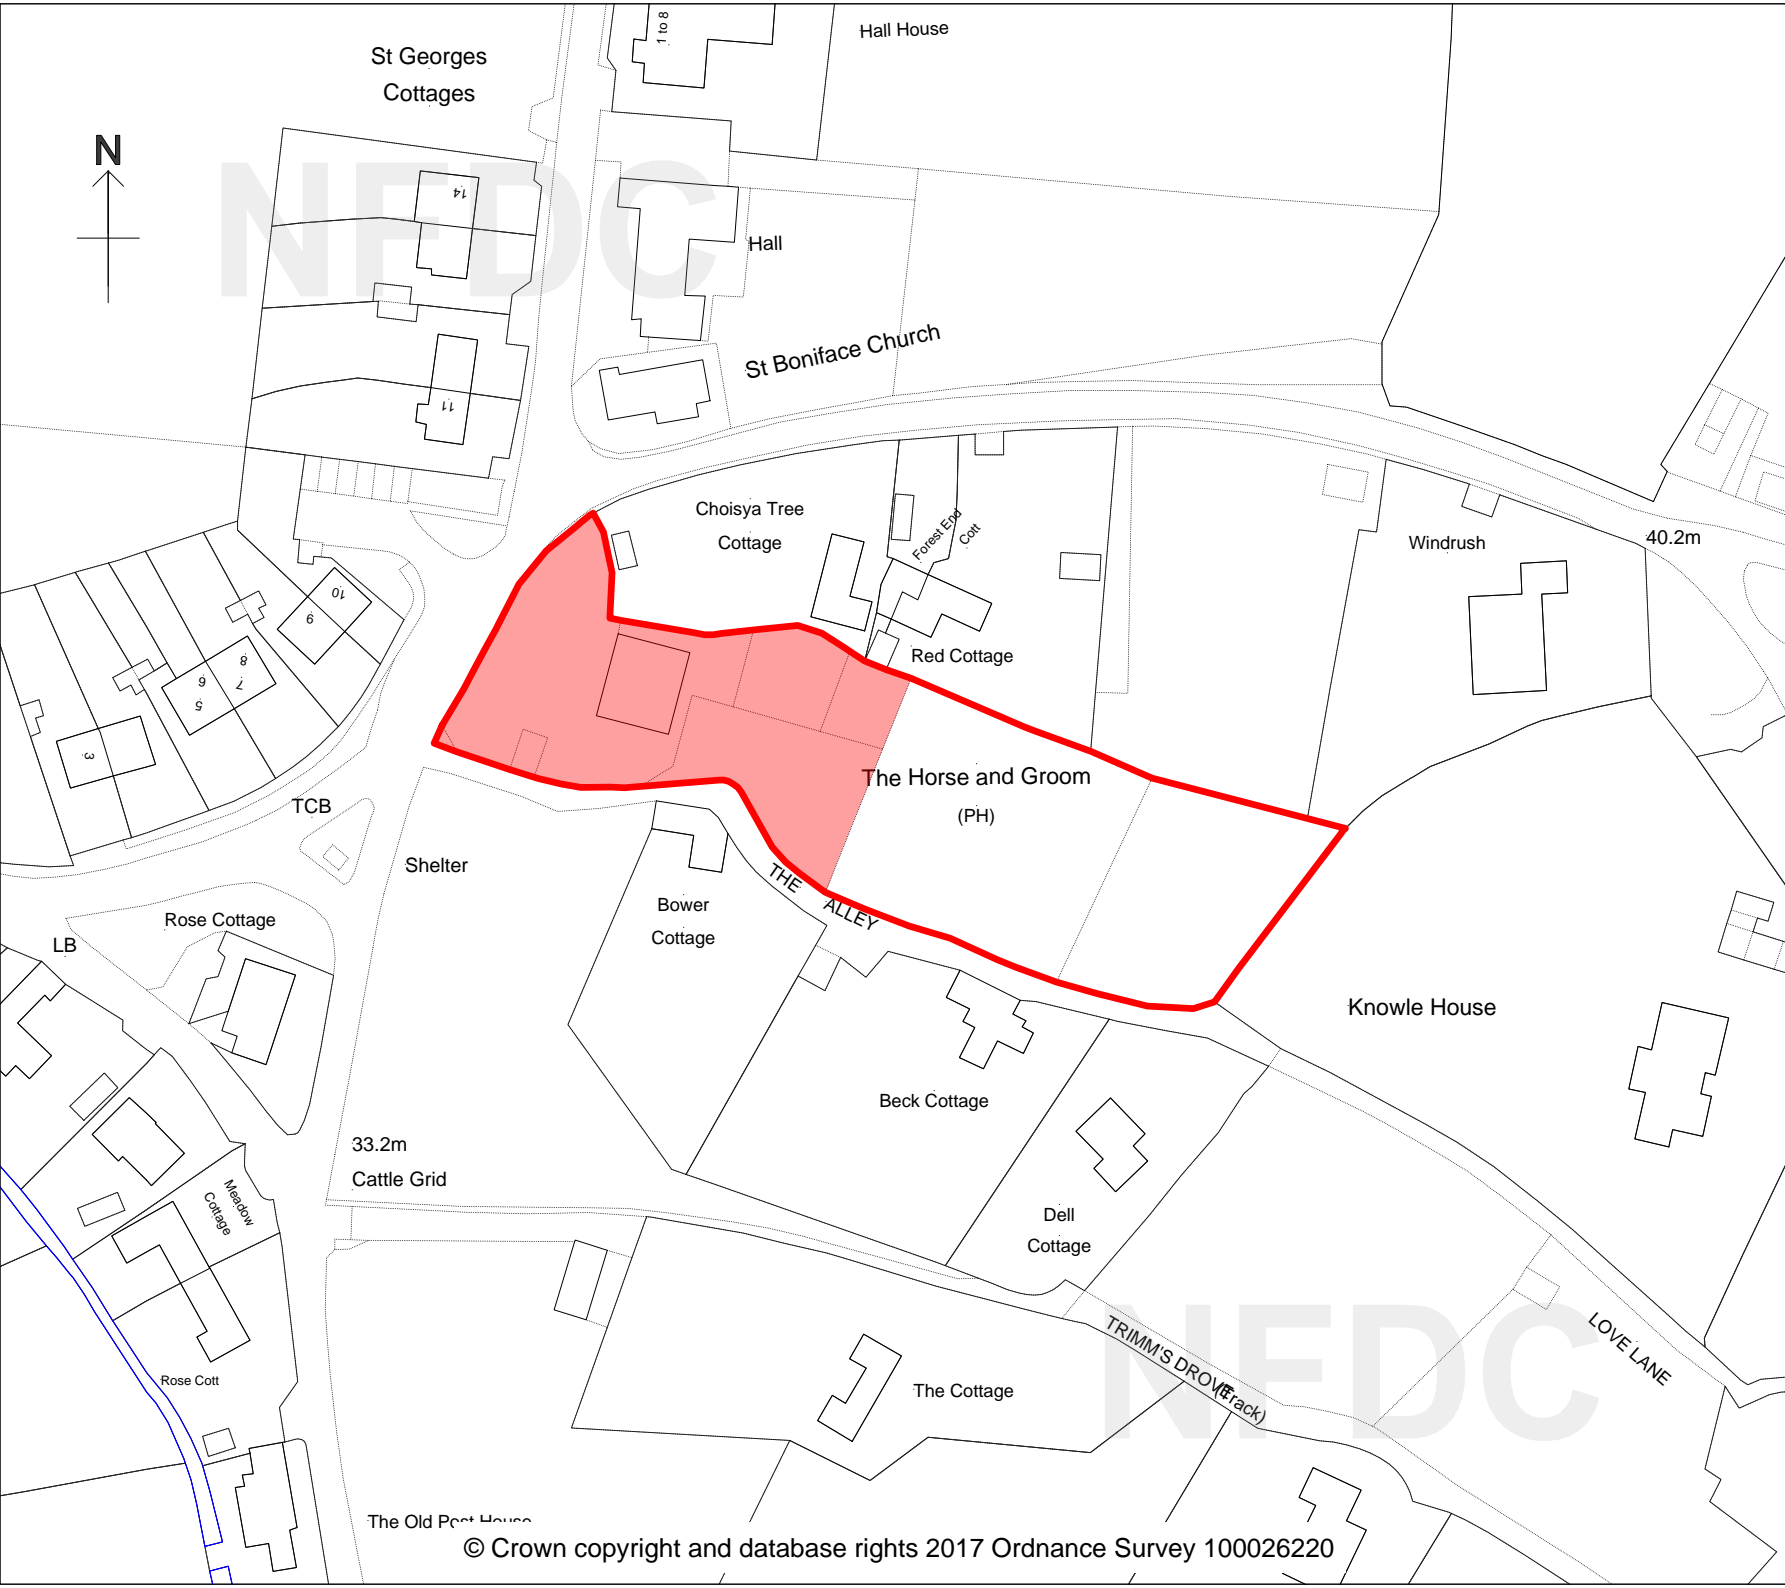 1 to 8
Hall House
St Georges
Cottages
N
NFDC
14
Hall
St Boniface Church
11
Choisya Tree
Cottage
Forest End
Cott
Windrush
40.2m
10
9
8
7
6
5
3
Red Cottage
The Horse and Groom
(PH)
TCB
Shelter
THE
ALLEY
Bower
Cottage
Rose Cottage
LB
Knowle House
Beck Cottage
33.2m
Cattle Grid
Meadow
Cottage
Dell
Cottage
NFDC
TRIMM'S DROVE
(Track)
LOVE LANE
Rose Cott
The Cottage
The Old Post House
© Crown copyright and database rights 2017 Ordnance Survey 100026220